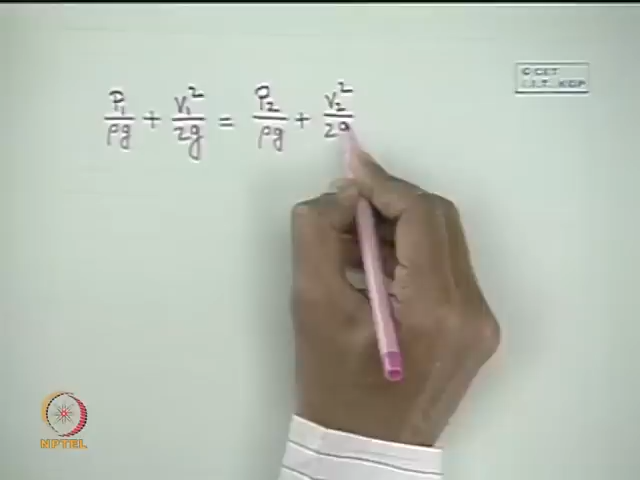 © CET
I.I.T. KGP
P₁/ρg + V₁²/2g = P₂/ρg + V₂²/2g
NPTEL